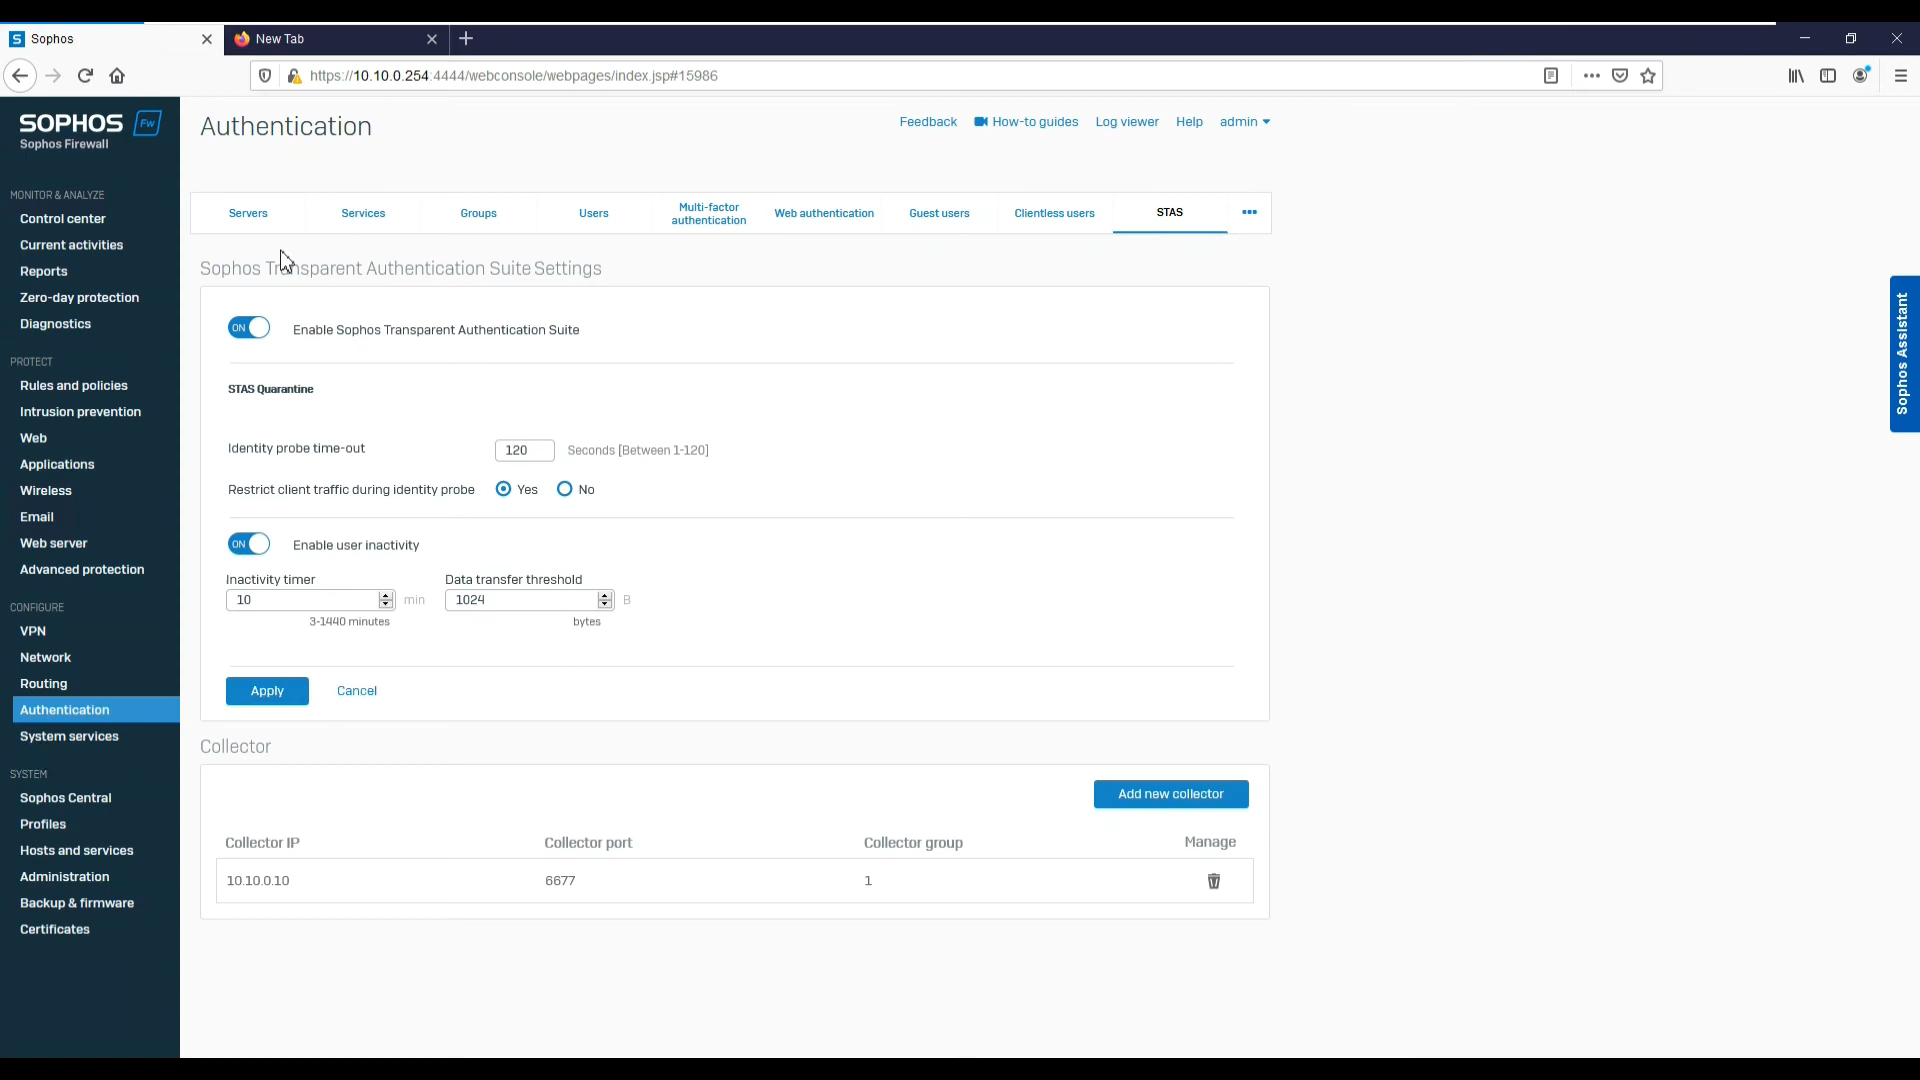 Sophos
New Tab
https://10.10.0.254:4444/webconsole/webpages/index.jsp#15986
SOPHOS Fw
Sophos Firewall
Authentication
Feedback How-to guides Log viewer Help admin
MONITOR & ANALYZE
Control center
Current activities
Reports
Zero-day protection
Diagnostics
PROTECT
Rules and policies
Intrusion prevention
Web
Applications
Wireless
Email
Web server
Advanced protection
CONFIGURE
VPN
Network
Routing
Authentication
System services
SYSTEM
Sophos Central
Profiles
Hosts and services
Administration
Backup & firmware
Certificates
Servers Services Groups Users Multi-factor authentication Web authentication Guest users Clientless users STAS •••
Sophos Transparent Authentication Suite Settings
ON Enable Sophos Transparent Authentication Suite
STAS Quarantine
Identity probe time-out 120 Seconds [Between 1-120]
Restrict client traffic during identity probe Yes No
ON Enable user inactivity
Inactivity timer Data transfer threshold
10 min 1024 B
3-1440 minutes bytes
Apply Cancel
Collector
Add new collector
Collector IP Collector port Collector group Manage
10.10.0.10 6677 1
Sophos Assistant